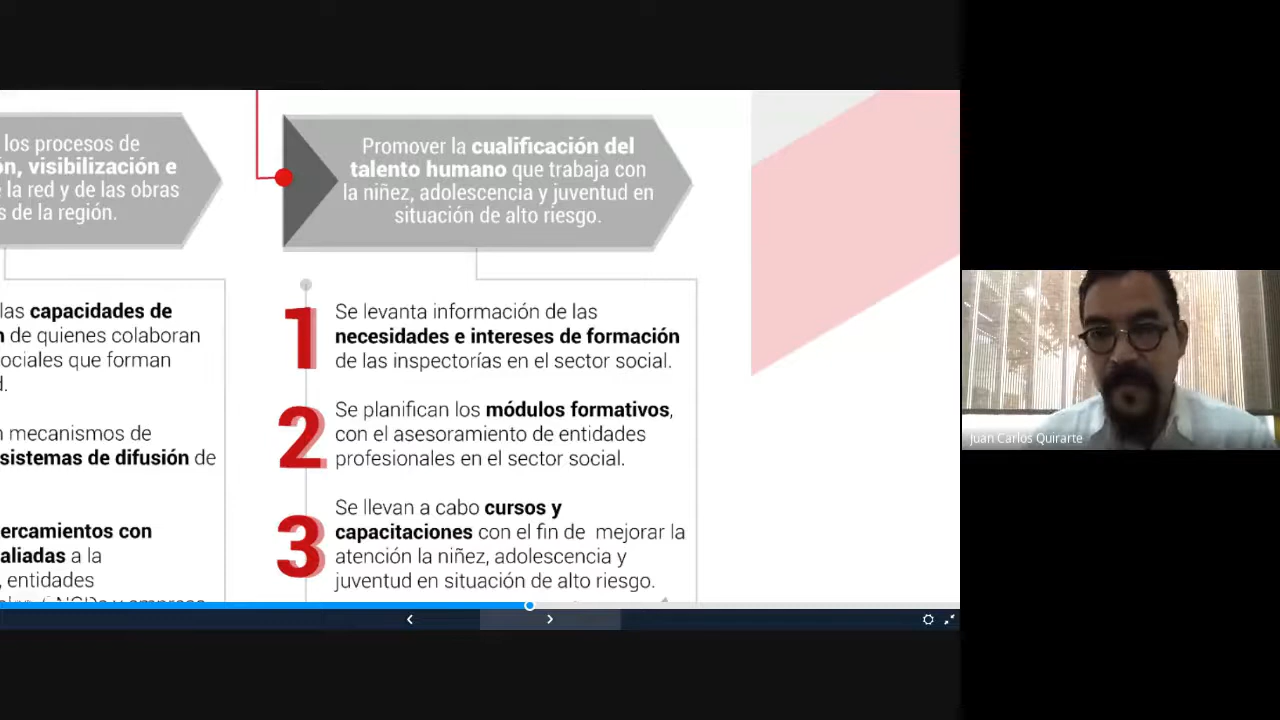 los procesos de
ón, visibilización e
la red y de las obras
s de la región.
las capacidades de
n de quienes colaboran
ociales que forman
d.
n mecanismos de
sistemas de difusión de
ercamientos con
aliadas a la
, entidades
Promover la cualificación del
talento humano que trabaja con
la niñez, adolescencia y juventud en
situación de alto riesgo.
1
Se levanta información de las
necesidades e intereses de formación
de las inspectorías en el sector social.
2
Se planifican los módulos formativos,
con el asesoramiento de entidades
profesionales en el sector social.
3
Se llevan a cabo cursos y
capacitaciones con el fin de mejorar la
atención la niñez, adolescencia y
juventud en situación de alto riesgo.
Juan Carlos Quirarte